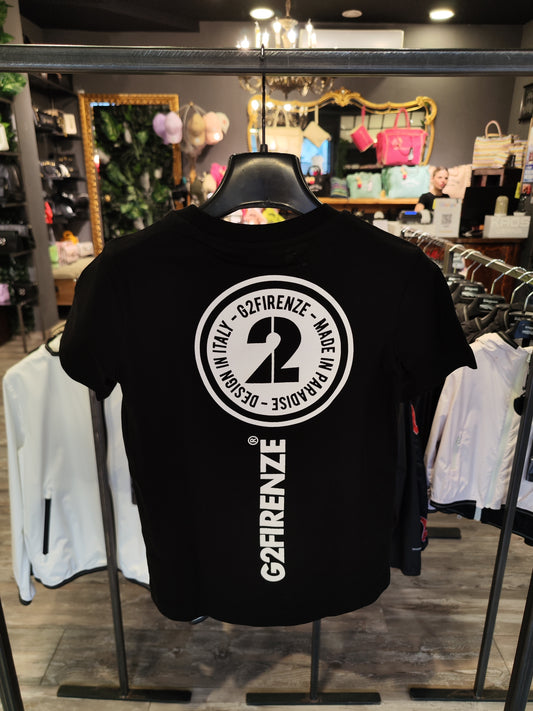 G2FIRENZE - MADE IN PARADISE - DESIGN IN ITALY -
2
G2FIRENZE®